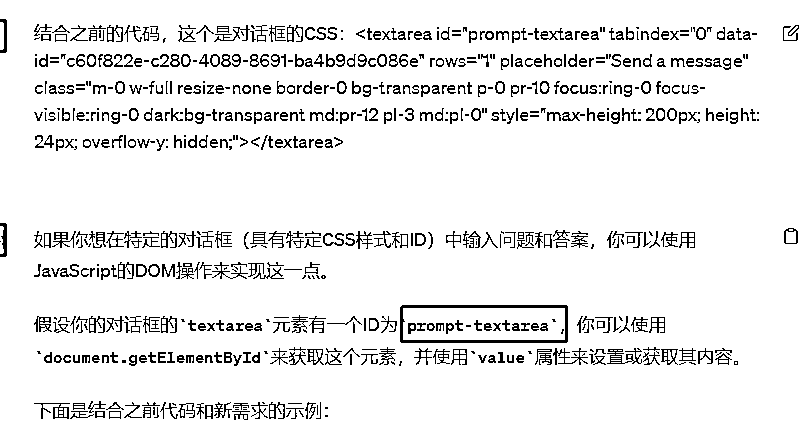 结合之前的代码，这个是对话框的CSS：<textarea id="prompt-textarea" tabindex="0" data-
id="c60f822e-c280-4089-8691-ba4b9d9c086e" rows="1" placeholder="Send a message"
class="m-0 w-full resize-none border-0 bg-transparent p-0 pr-10 focus:ring-0 focus-
visible:ring-0 dark:bg-transparent md:pr-12 pl-3 md:pl-0" style="max-height: 200px; height:
24px; overflow-y: hidden;"></textarea>
如果你想在特定的对话框（具有特定CSS样式和ID）中输入问题和答案，你可以使用
JavaScript的DOM操作来实现这一点。
假设你的对话框的`textarea`元素有一个ID为`prompt-textarea`，你可以使用
`document.getElementById`来获取这个元素，并使用`value`属性来设置或获取其内容。
下面是结合之前代码和新需求的示例：